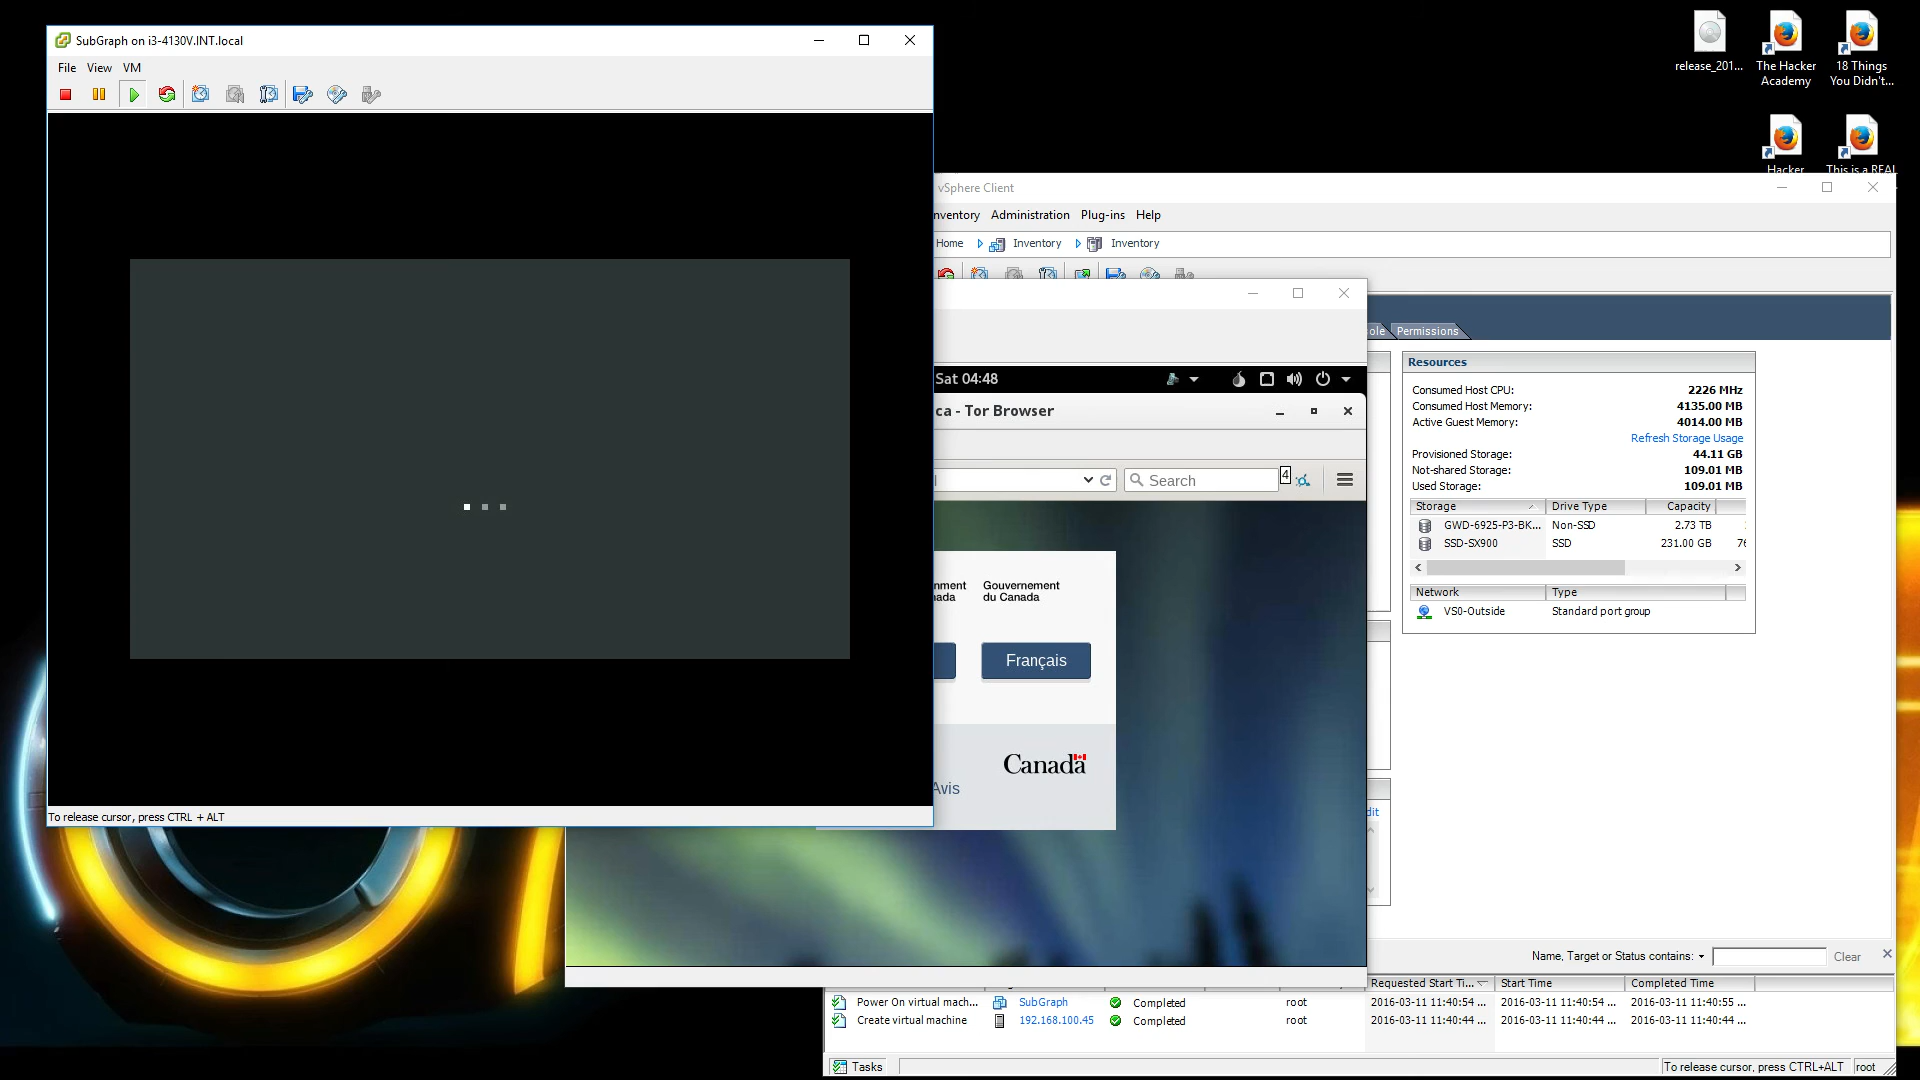 SubGraph on i3-4130V.INT.local
File View VM
To release cursor, press CTRL + ALT
release_201...
The Hacker Academy
18 Things You Didn't...
Hacker
This is a REAL
vSphere Client
nventory Administration Plug-ins Help
Home Inventory Inventory
ole Permissions
Resources
Consumed Host CPU: 2226 MHz
Consumed Host Memory: 4135.00 MB
Active Guest Memory: 4014.00 MB
Refresh Storage Usage
Provisioned Storage: 44.11 GB
Not-shared Storage: 109.01 MB
Used Storage: 109.01 MB
Storage Drive Type Capacity
GWD-6925-P3-BK... Non-SSD 2.73 TB
SSD-SX900 SSD 231.00 GB 76
Network Type
VS0-Outside Standard port group
dit
Sat 04:48
ca - Tor Browser
Search
4
nment
nada
Gouvernement
du Canada
Français
Canada
Avis
Name, Target or Status contains: Clear
Requested Start Ti... Start Time Completed Time
Power On virtual mach... SubGraph Completed root 2016-03-11 11:40:54 ... 2016-03-11 11:40:54 ... 2016-03-11 11:40:55 ...
Create virtual machine 192.168.100.45 Completed root 2016-03-11 11:40:44 ... 2016-03-11 11:40:44 ... 2016-03-11 11:40:44 ...
Tasks
To release cursor, press CTRL+ALT root